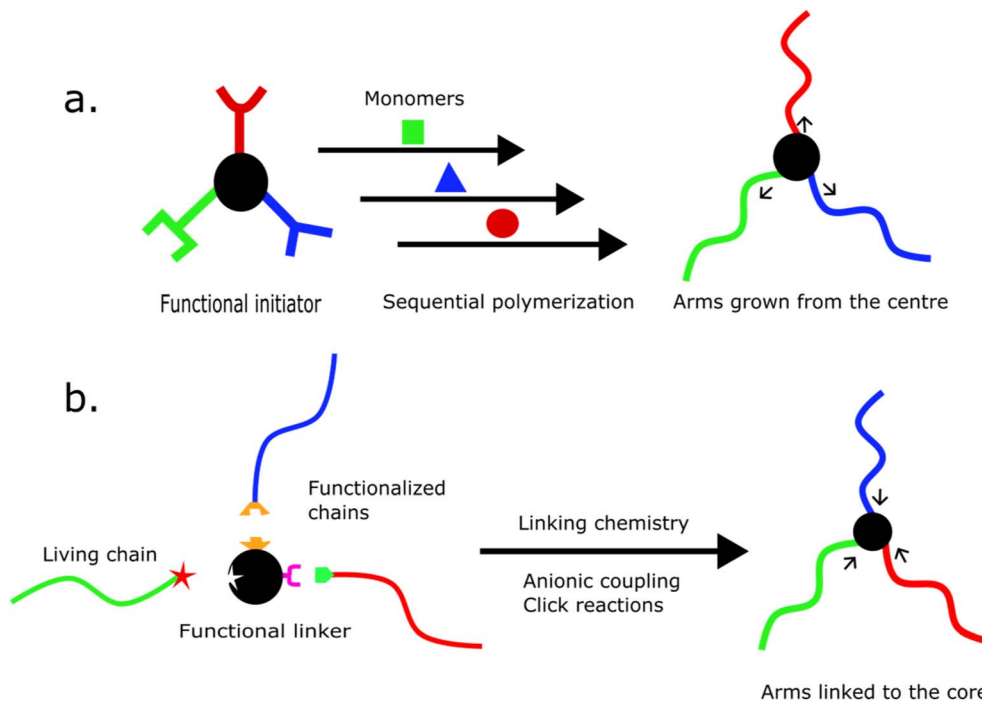 a.
Monomers
Functional initiator
Sequential polymerization
Arms grown from the centre
b.
Functionalized
chains
Living chain
Linking chemistry
Anionic coupling
Click reactions
Functional linker
Arms linked to the core